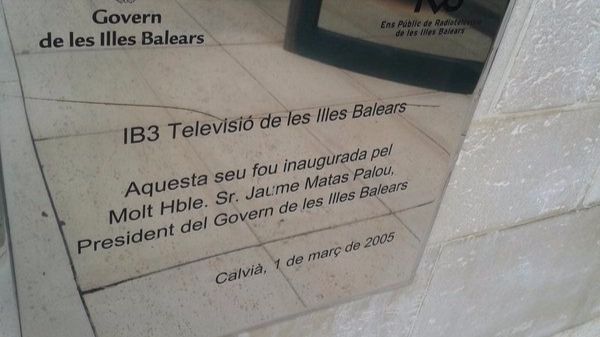 Govern
de les Illes Balears
Ens Públic de Radiotelevisió
de les Illes Balears
IB3 Televisió de les Illes Balears
Aquesta seu fou inaugurada pel
Molt Hble. Sr. Jaume Matas Palou,
President del Govern de les Illes Balears
Calvià, 1 de març de 2005